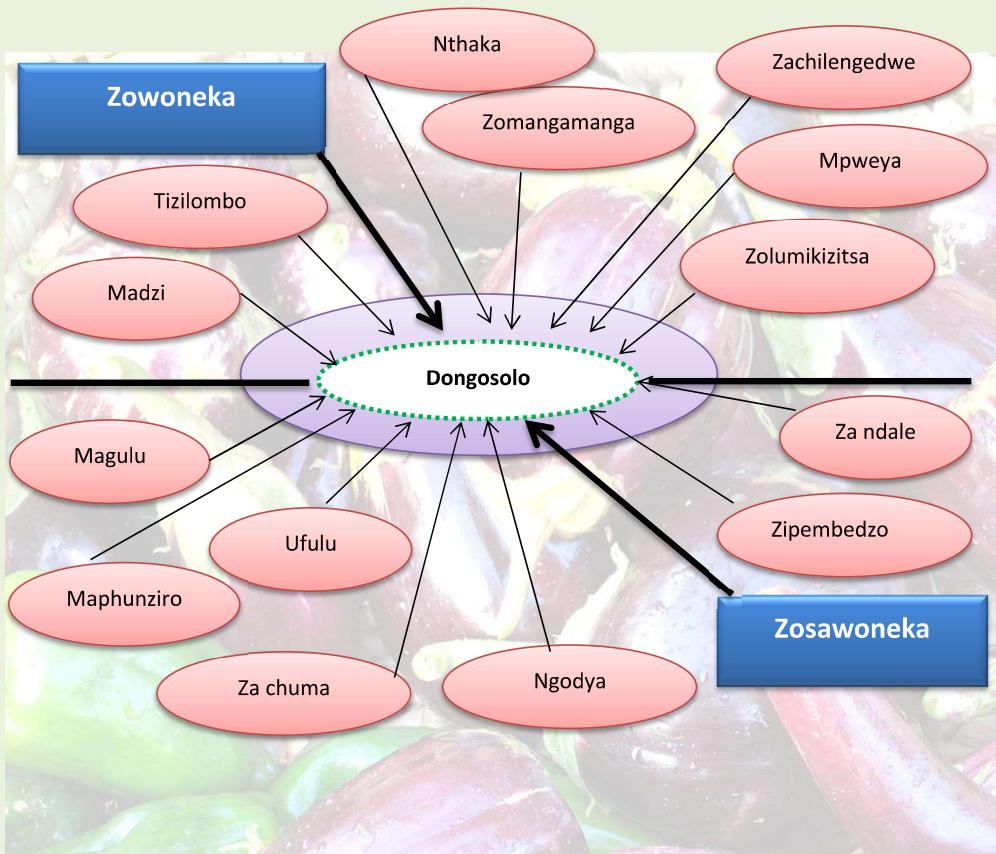 Nthaka
Zachilengedwe
Zowoneka
Zomangamanga
Mpweya
Tizilombo
Zolumikizitsa
Madzi
Dongosolo
Za ndale
Magulu
Zipembedzo
Ufulu
Maphunziro
Zosawoneka
Za chuma
Ngodya